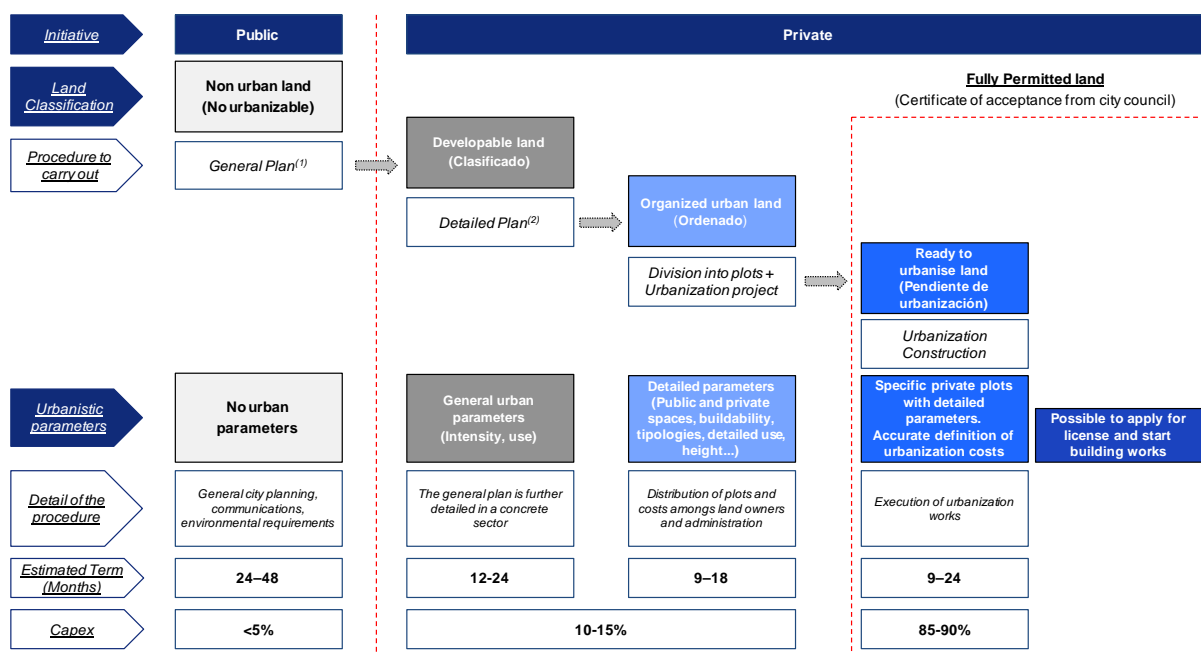 Initiative
Public
Private
Land
Classification
Non urban land
(No urbanizable)
Fully Permitted land
(Certificate of acceptance from city council)
Procedure to
carry out
General Plan(1)
Developable land
(Clasificado)
Detailed Plan(2)
Organized urban land
(Ordenado)
Division into plots +
Urbanization project
Ready to
urbanise land
(Pendiente de
urbanización)
Urbanization
Construction
Urbanistic
parameters
No urban
parameters
General urban
parameters
(Intensity, use)
Detailed parameters
(Public and private
spaces, buildability,
tipologies, detailed use,
height...)
Specific private plots
with detailed
parameters.
Accurate definition of
urbanization costs
Possible to apply for
license and start
building works
Detail of the
procedure
General city planning,
communications,
environmental requirements
The general plan is further
detailed in a concrete
sector
Distribution of plots and
costs amongs land owners
and administration
Execution of urbanization
works
Estimated Term
(Months)
24–48
12-24
9–18
9–24
Capex
<5%
10-15%
85-90%